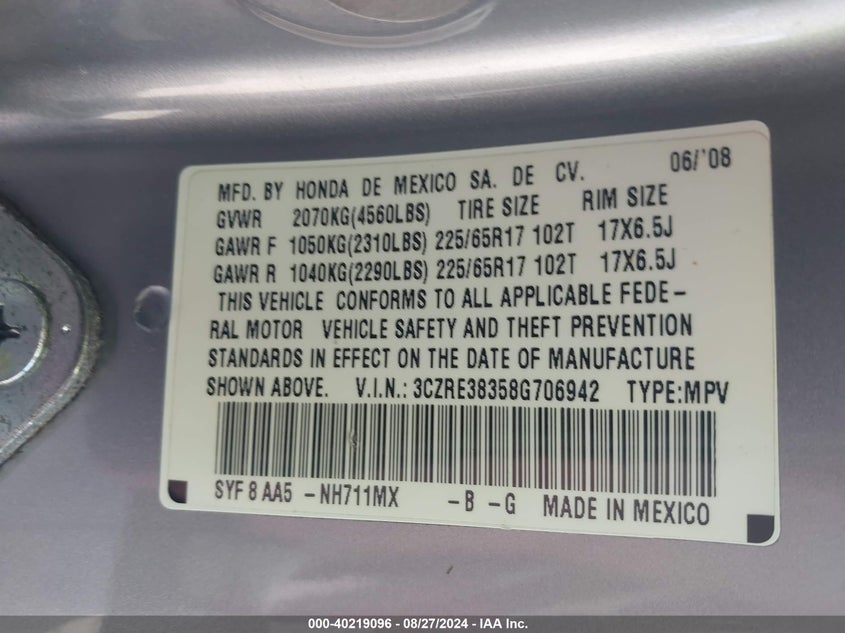 06/'08
MFD. BY HONDA DE MEXICO SA. DE CV.
GVWR 2070KG(4560LBS) TIRE SIZE RIM SIZE
GAWR F 1050KG(2310LBS) 225/65R17 102T 17X6.5J
GAWR R 1040KG(2290LBS) 225/65R17 102T 17X6.5J
THIS VEHICLE CONFORMS TO ALL APPLICABLE FEDE-
RAL MOTOR VEHICLE SAFETY AND THEFT PREVENTION
STANDARDS IN EFFECT ON THE DATE OF MANUFACTURE
SHOWN ABOVE. V.I.N.: 3CZRE38358G706942 TYPE:MPV
SYF 8 AA5 -NH711MX -B -G MADE IN MEXICO
000-40219096 - 08/27/2024 - IAA Inc.